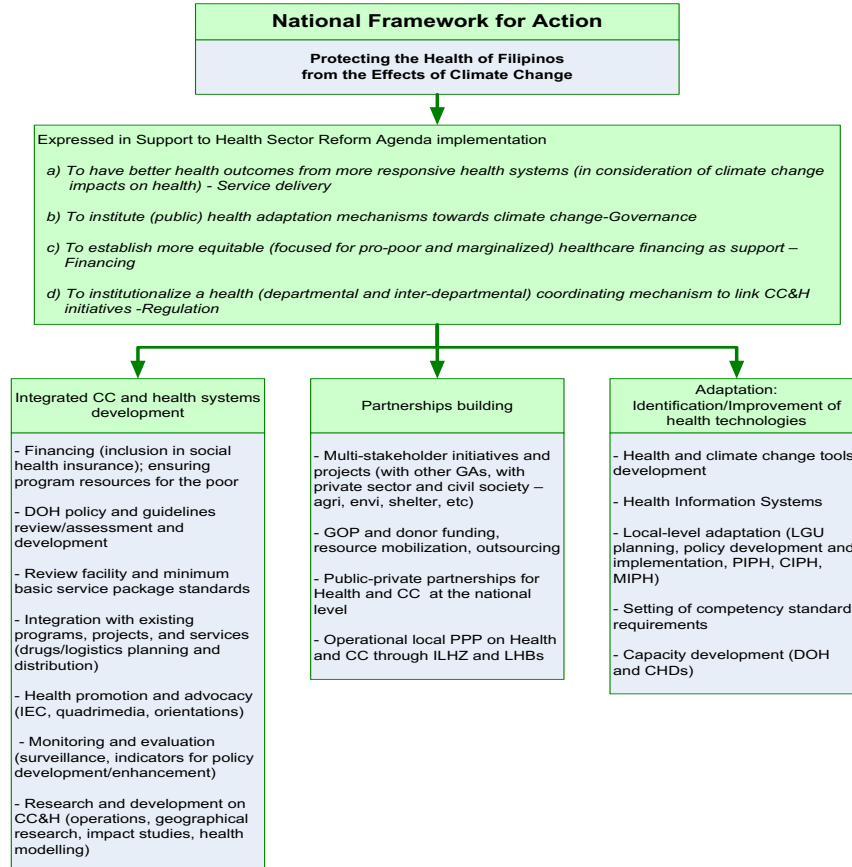 National Framework for Action
Protecting the Health of Filipinos
from the Effects of Climate Change
Expressed in Support to Health Sector Reform Agenda implementation
a) To have better health outcomes from more responsive health systems (in consideration of climate change
impacts on health) - Service delivery
b) To institute (public) health adaptation mechanisms towards climate change-Governance
c) To establish more equitable (focused for pro-poor and marginalized) healthcare financing as support –
Financing
d) To institutionalize a health (departmental and inter-departmental) coordinating mechanism to link CC&H
initiatives -Regulation
Integrated CC and health systems
development
- Financing (inclusion in social
health insurance); ensuring
program resources for the poor
- DOH policy and guidelines
review/assessment and
development
- Review facility and minimum
basic service package standards
- Integration with existing
programs, projects, and services
(drugs/logistics planning and
distribution)
- Health promotion and advocacy
(IEC, quadrimedia, orientations)
- Monitoring and evaluation
(surveillance, indicators for policy
development/enhancement)
- Research and development on
CC&H (operations, geographical
research, impact studies, health
modelling)
Partnerships building
- Multi-stakeholder initiatives and
projects (with other GAs, with
private sector and civil society –
agri, envi, shelter, etc)
- GOP and donor funding,
resource mobilization, outsourcing
- Public-private partnerships for
Health and CC at the national
level
- Operational local PPP on Health
and CC through ILHZ and LHBs
Adaptation:
Identification/Improvement of
health technologies
- Health and climate change tools
development
- Health Information Systems
- Local-level adaptation (LGU
planning, policy development and
implementation, PIPH, CIPH,
MIPH)
- Setting of competency standard
requirements
- Capacity development (DOH
and CHDs)